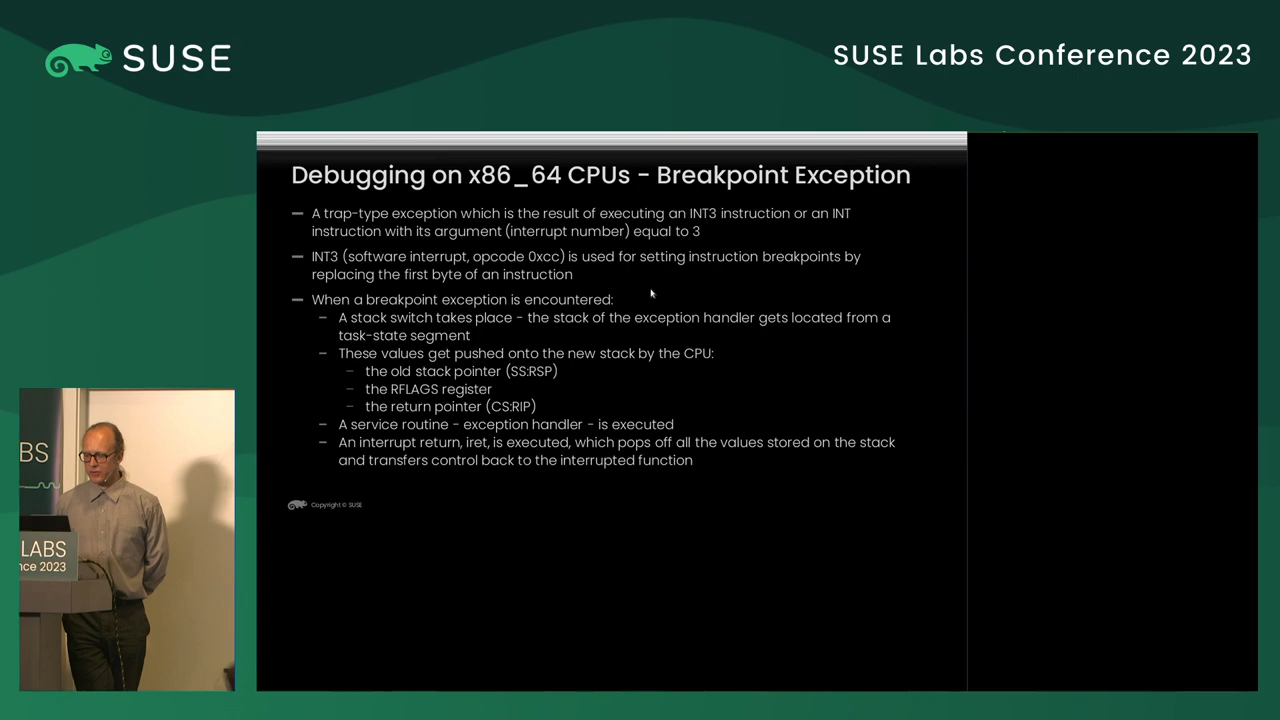 SUSE
SUSE Labs Conference 2023
Debugging on x86_64 CPUs - Breakpoint Exception
A trap-type exception which is the result of executing an INT3 instruction or an INT
instruction with its argument (interrupt number) equal to 3
INT3 (software interrupt, opcode 0xcc) is used for setting instruction breakpoints by
replacing the first byte of an instruction
When a breakpoint exception is encountered:
- A stack switch takes place - the stack of the exception handler gets located from a
task-state segment
- These values get pushed onto the new stack by the CPU:
- the old stack pointer (SS:RSP)
- the RFLAGS register
- the return pointer (CS:RIP)
- A service routine - exception handler - is executed
- An interrupt return, iret, is executed, which pops off all the values stored on the stack
and transfers control back to the interrupted function
Copyright © SUSE
BS
LABS
nce 2023